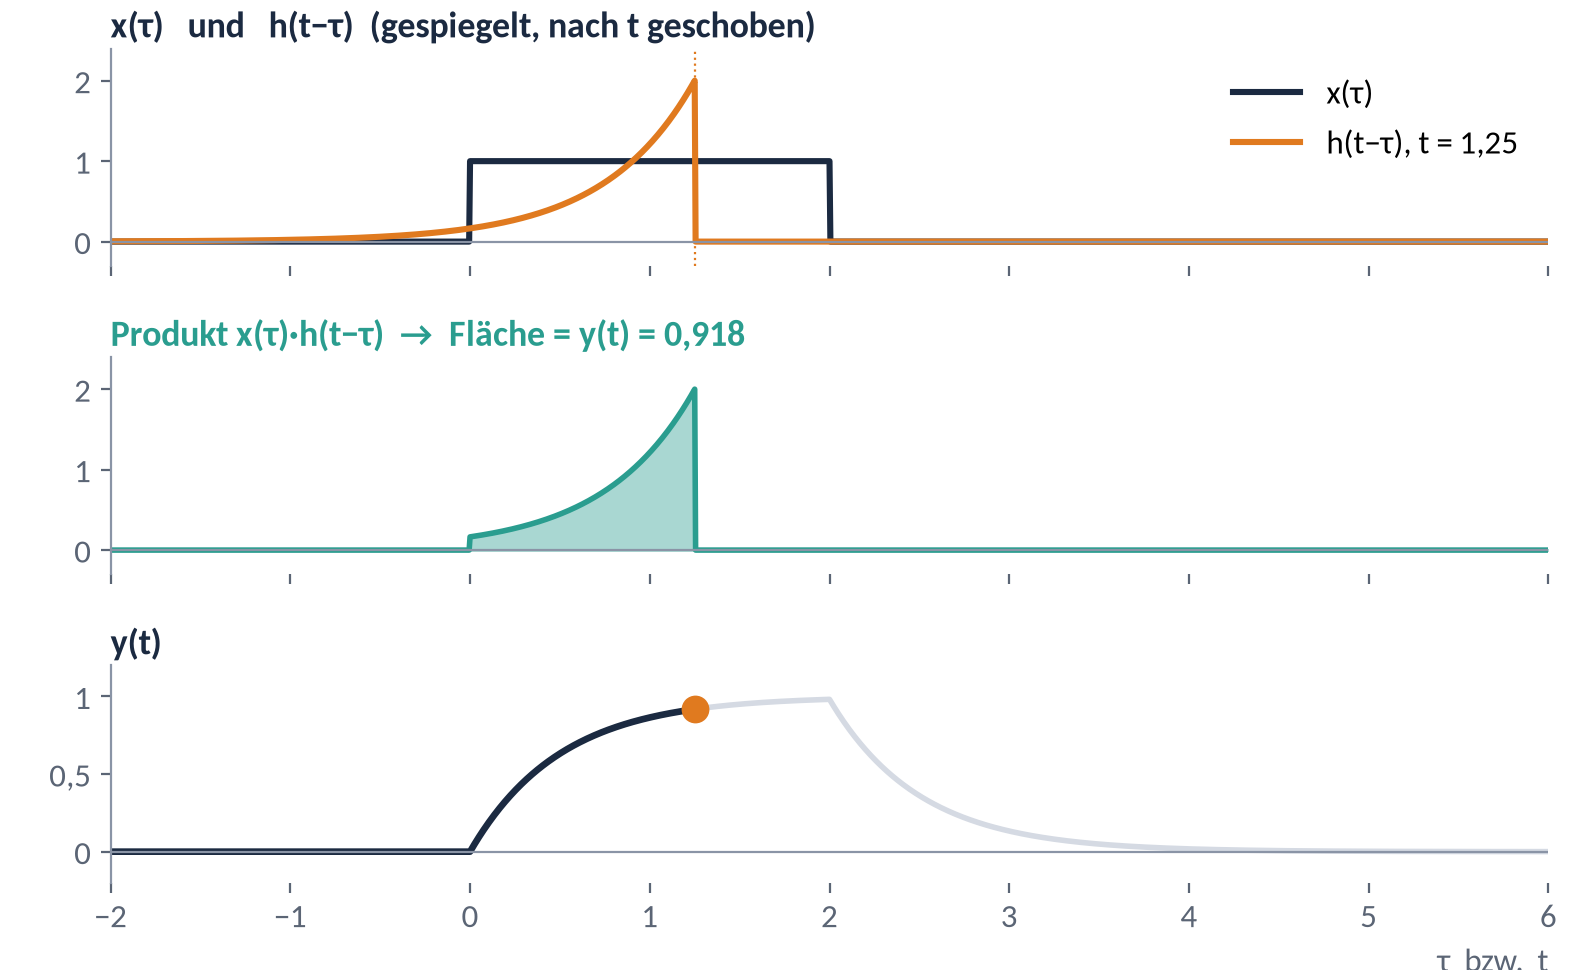 x(τ) und h(t−τ) (gespiegelt, nach t geschoben)
2
1
0
x(τ)
h(t−τ), t = 1,25
Produkt x(τ)·h(t−τ) → Fläche = y(t) = 0,918
2
1
0
y(t)
1
0,5
0
−2 −1 0 1 2 3 4 5 6
τ bzw. t